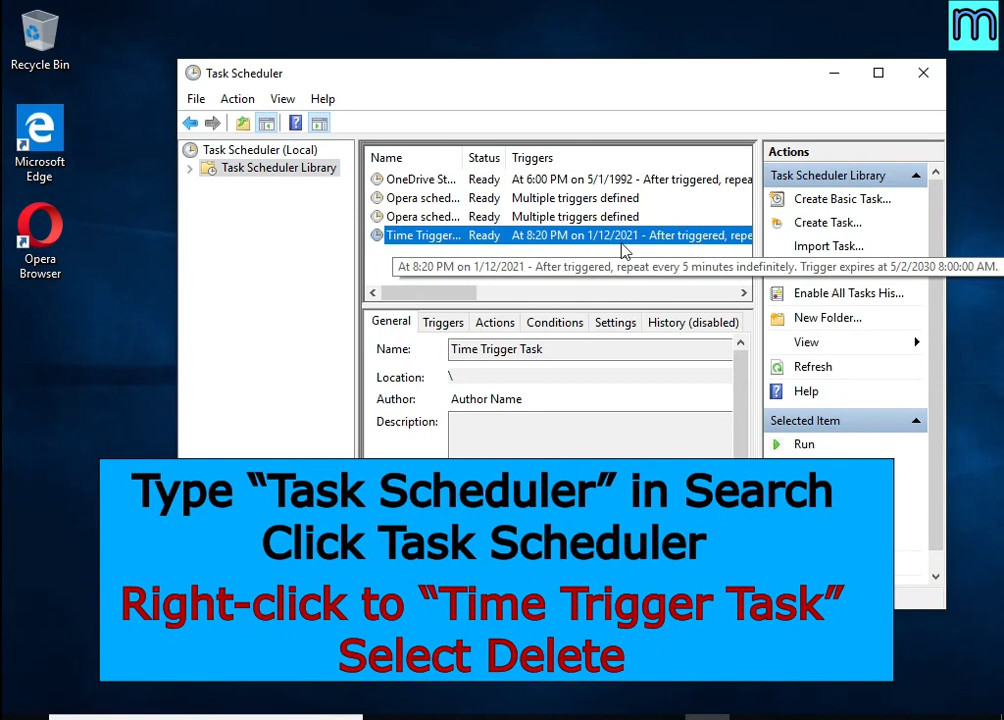 m
Recycle Bin
Microsoft
Edge
Opera
Browser
Task Scheduler
File Action View Help
Task Scheduler (Local)
Task Scheduler Library
Name Status Triggers
OneDrive St... Ready At 6:00 PM on 5/1/1992 - After triggered, repea
Opera sched... Ready Multiple triggers defined
Opera sched... Ready Multiple triggers defined
Time Trigger... Ready At 8:20 PM on 1/12/2021 - After triggered, repe
At 8:20 PM on 1/12/2021 - After triggered, repeat every 5 minutes indefinitely. Trigger expires at 5/2/2030 8:00:00 AM.
General Triggers Actions Conditions Settings History (disabled)
Name: Time Trigger Task
Location: \
Author: Author Name
Description:
Actions
Task Scheduler Library
Create Basic Task...
Create Task...
Import Task...
Enable All Tasks His...
New Folder...
View
Refresh
Help
Selected Item
Run
Type “Task Scheduler” in Search
Click Task Scheduler
Right-click to “Time Trigger Task”
Select Delete